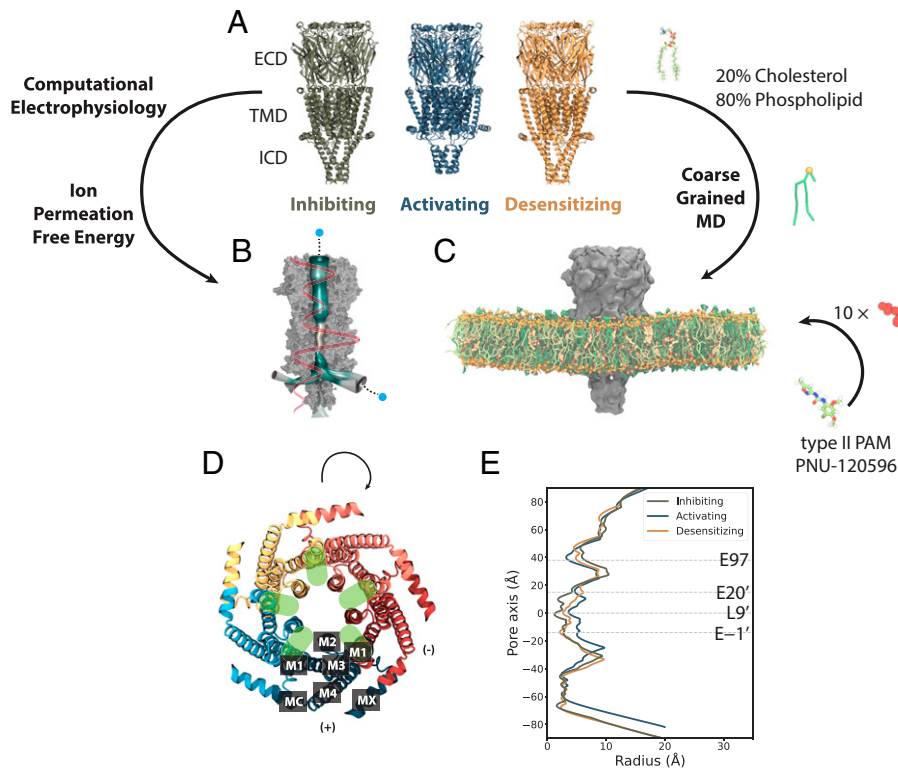 A
ECD
TMD
ICD
Inhibiting
Activating
Desensitizing
Computational
Electrophysiology
Ion
Permeation
Free Energy
20% Cholesterol
80% Phospholipid
Coarse
Grained
MD
B
C
10 ×
type II PAM
PNU-120596
D
M2
M1
M1
M3
MC
M4
MX
(-)
(+)
E
Inhibiting
Activating
Desensitizing
E97
E20′
L9′
E−1′
Pore axis (Å)
80
60
40
20
0
−20
−40
−60
−80
0
10
20
30
Radius (Å)